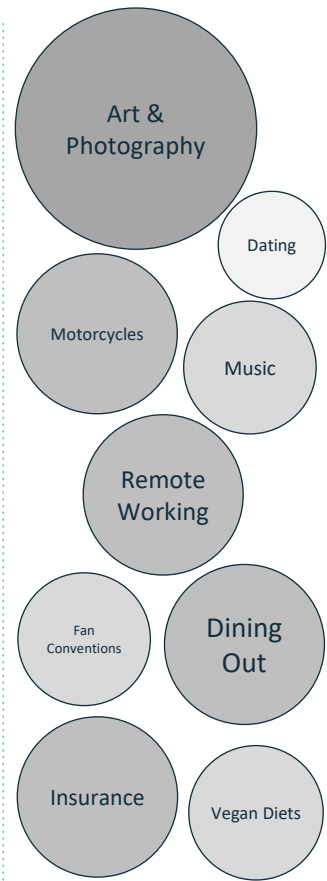 Art &
Photography
Dating
Motorcycles
Music
Remote
Working
Fan
Conventions
Dining
Out
Insurance
Vegan Diets